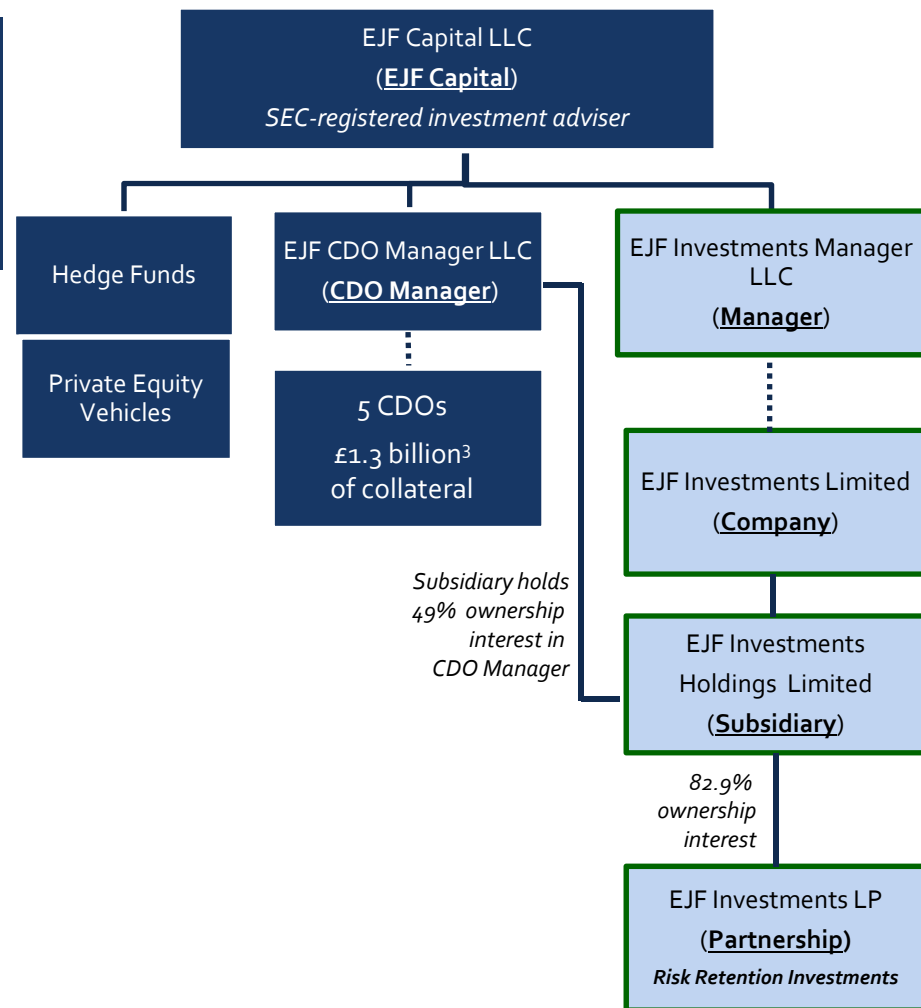 EJF Capital LLC
(EJF Capital)
SEC-registered investment adviser
Hedge Funds
Private Equity
Vehicles
EJF CDO Manager LLC
(CDO Manager)
5 CDOs
£1.3 billion³
of collateral
EJF Investments Manager
LLC
(Manager)
EJF Investments Limited
(Company)
Subsidiary holds
49% ownership
interest in
CDO Manager
EJF Investments
Holdings Limited
(Subsidiary)
82.9%
ownership
interest
EJF Investments LP
(Partnership)
Risk Retention Investments